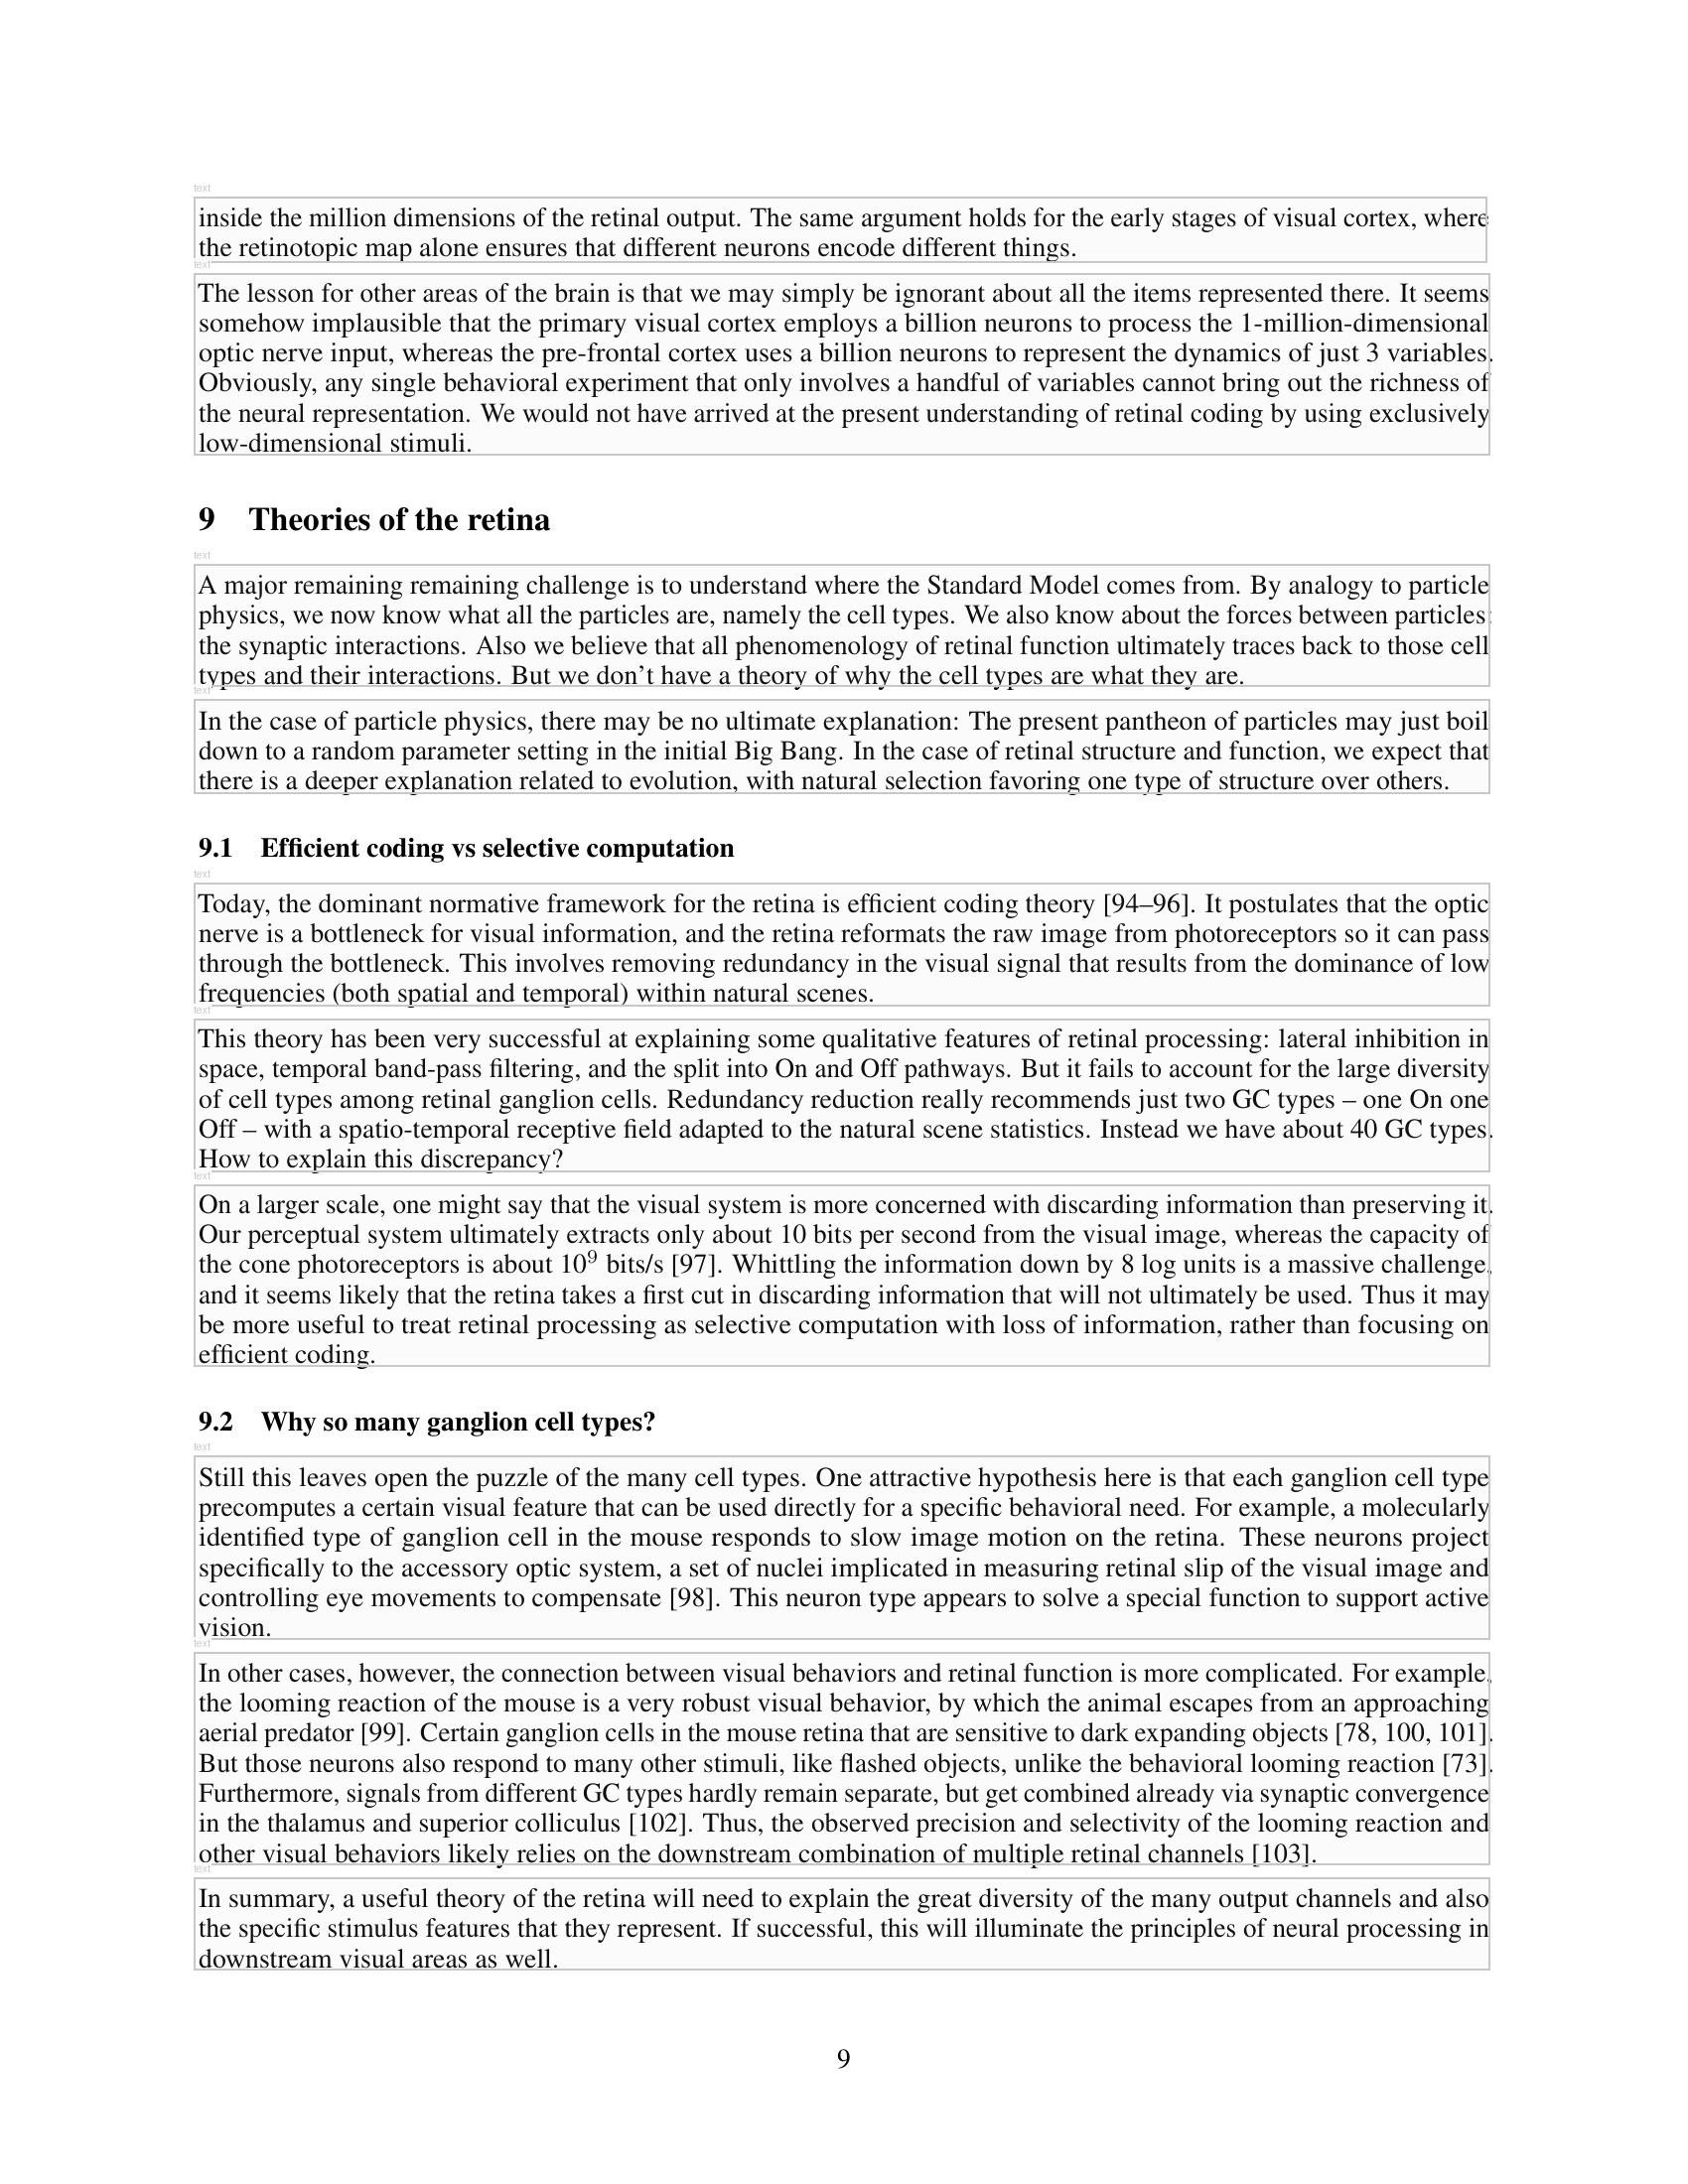 text
inside the million dimensions of the retinal output. The same argument holds for the early stages of visual cortex, where
the retinotopic map alone ensures that different neurons encode different things.
text
The lesson for other areas of the brain is that we may simply be ignorant about all the items represented there. It seems
somehow implausible that the primary visual cortex employs a billion neurons to process the 1-million-dimensional
optic nerve input, whereas the pre-frontal cortex uses a billion neurons to represent the dynamics of just 3 variables.
Obviously, any single behavioral experiment that only involves a handful of variables cannot bring out the richness of
the neural representation. We would not have arrived at the present understanding of retinal coding by using exclusively
low-dimensional stimuli.
9 Theories of the retina
text
A major remaining remaining challenge is to understand where the Standard Model comes from. By analogy to particle
physics, we now know what all the particles are, namely the cell types. We also know about the forces between particles:
the synaptic interactions. Also we believe that all phenomenology of retinal function ultimately traces back to those cell
types and their interactions. But we don't have a theory of why the cell types are what they are.
text
In the case of particle physics, there may be no ultimate explanation: The present pantheon of particles may just boil
down to a random parameter setting in the initial Big Bang. In the case of retinal structure and function, we expect that
there is a deeper explanation related to evolution, with natural selection favoring one type of structure over others.
9.1 Efficient coding vs selective computation
text
Today, the dominant normative framework for the retina is efficient coding theory [94–96]. It postulates that the optic
nerve is a bottleneck for visual information, and the retina reformats the raw image from photoreceptors so it can pass
through the bottleneck. This involves removing redundancy in the visual signal that results from the dominance of low
frequencies (both spatial and temporal) within natural scenes.
text
This theory has been very successful at explaining some qualitative features of retinal processing: lateral inhibition in
space, temporal band-pass filtering, and the split into On and Off pathways. But it fails to account for the large diversity
of cell types among retinal ganglion cells. Redundancy reduction really recommends just two GC types – one On one
Off – with a spatio-temporal receptive field adapted to the natural scene statistics. Instead we have about 40 GC types.
How to explain this discrepancy?
text
On a larger scale, one might say that the visual system is more concerned with discarding information than preserving it.
Our perceptual system ultimately extracts only about 10 bits per second from the visual image, whereas the capacity of
the cone photoreceptors is about 10⁹ bits/s [97]. Whittling the information down by 8 log units is a massive challenge,
and it seems likely that the retina takes a first cut in discarding information that will not ultimately be used. Thus it may
be more useful to treat retinal processing as selective computation with loss of information, rather than focusing on
efficient coding.
9.2 Why so many ganglion cell types?
text
Still this leaves open the puzzle of the many cell types. One attractive hypothesis here is that each ganglion cell type
precomputes a certain visual feature that can be used directly for a specific behavioral need. For example, a molecularly
identified type of ganglion cell in the mouse responds to slow image motion on the retina. These neurons project
specifically to the accessory optic system, a set of nuclei implicated in measuring retinal slip of the visual image and
controlling eye movements to compensate [98]. This neuron type appears to solve a special function to support active
vision.
text
In other cases, however, the connection between visual behaviors and retinal function is more complicated. For example,
the looming reaction of the mouse is a very robust visual behavior, by which the animal escapes from an approaching
aerial predator [99]. Certain ganglion cells in the mouse retina that are sensitive to dark expanding objects [78, 100, 101].
But those neurons also respond to many other stimuli, like flashed objects, unlike the behavioral looming reaction [73].
Furthermore, signals from different GC types hardly remain separate, but get combined already via synaptic convergence
in the thalamus and superior colliculus [102]. Thus, the observed precision and selectivity of the looming reaction and
other visual behaviors likely relies on the downstream combination of multiple retinal channels [103].
text
In summary, a useful theory of the retina will need to explain the great diversity of the many output channels and also
the specific stimulus features that they represent. If successful, this will illuminate the principles of neural processing in
downstream visual areas as well.
9